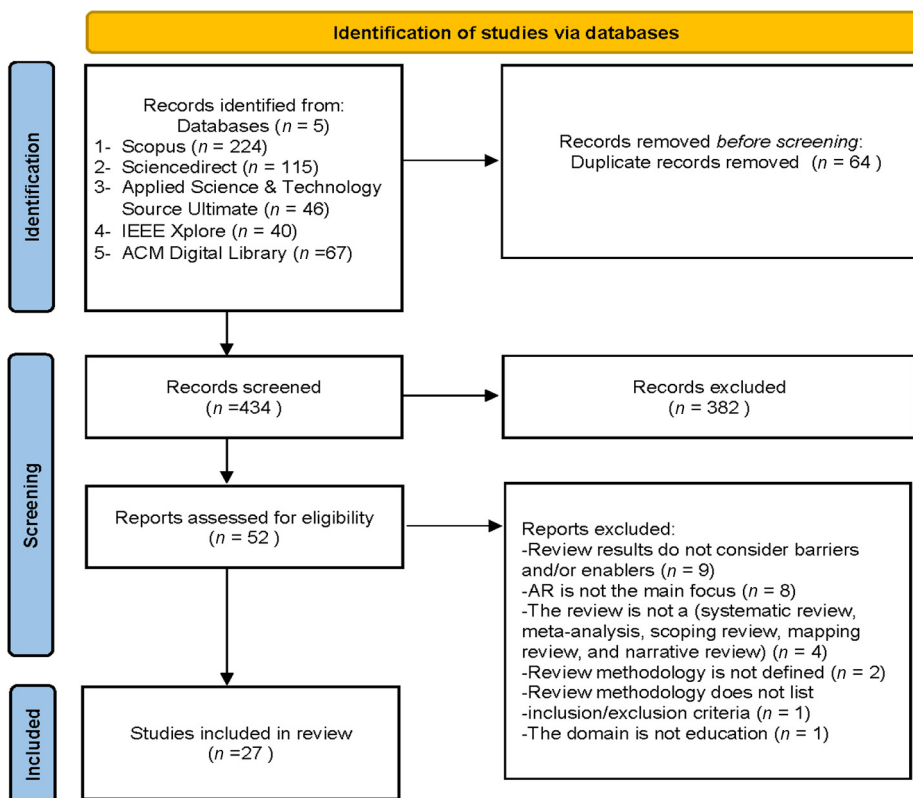 Identification of studies via databases
Identification
Records identified from:
Databases (n = 5)
1- Scopus (n = 224)
2- Sciencedirect (n = 115)
3- Applied Science & Technology
Source Ultimate (n = 46)
4- IEEE Xplore (n = 40)
5- ACM Digital Library (n =67)
Records removed before screening:
Duplicate records removed (n = 64 )
Screening
Records screened
(n =434 )
Records excluded
(n = 382 )
Reports assessed for eligibility
(n = 52 )
Reports excluded:
-Review results do not consider barriers
and/or enablers (n = 9)
-AR is not the main focus (n = 8)
-The review is not a (systematic review,
meta-analysis, scoping review, mapping
review, and narrative review) (n = 4)
-Review methodology is not defined (n = 2)
-Review methodology does not list
-inclusion/exclusion criteria (n = 1)
-The domain is not education (n = 1)
Included
Studies included in review
(n =27 )